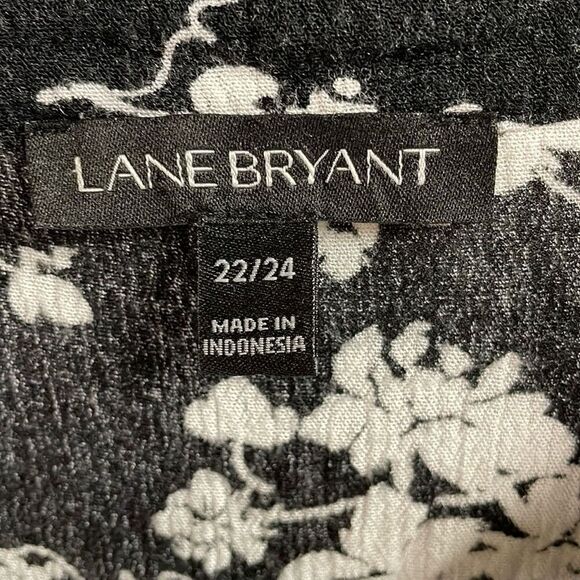 LANE BRYANT
22/24
MADE IN
INDONESIA